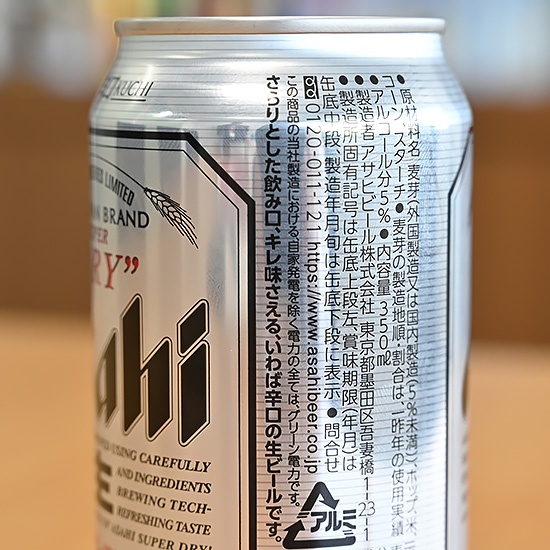 KUCHI
LIMITED
BRAND
RY”
ahi
USING CAREFULLY
AND INGREDIENTS
BREWING TECH-
REFRESHING TASTE
OF ASAHI SUPER DRY!
●原材料名 麦芽(外国製造又は国内製造(5%未満))、ホップ、米、
コーン、スターチ ●麦芽の製造地順・割合は、一昨年の使用実績
●アルコール分5% ●内容量350mℓ
●製造者 アサヒビール株式会社 東京都墨田区吾妻橋1-23-1
●製造所固有記号は缶底上段左、賞味期限(年月)は
缶底中段、製造年月旬は缶底下段に表示 ●問合せ
0120-011-121 https://www.asahibeer.co.jp
この商品の当社製造における、自家発電を除く電力の全ては、グリーン電力です。
さらりとした飲み口、キレ味さえる、いわば辛口の生ビールです。
アルミ